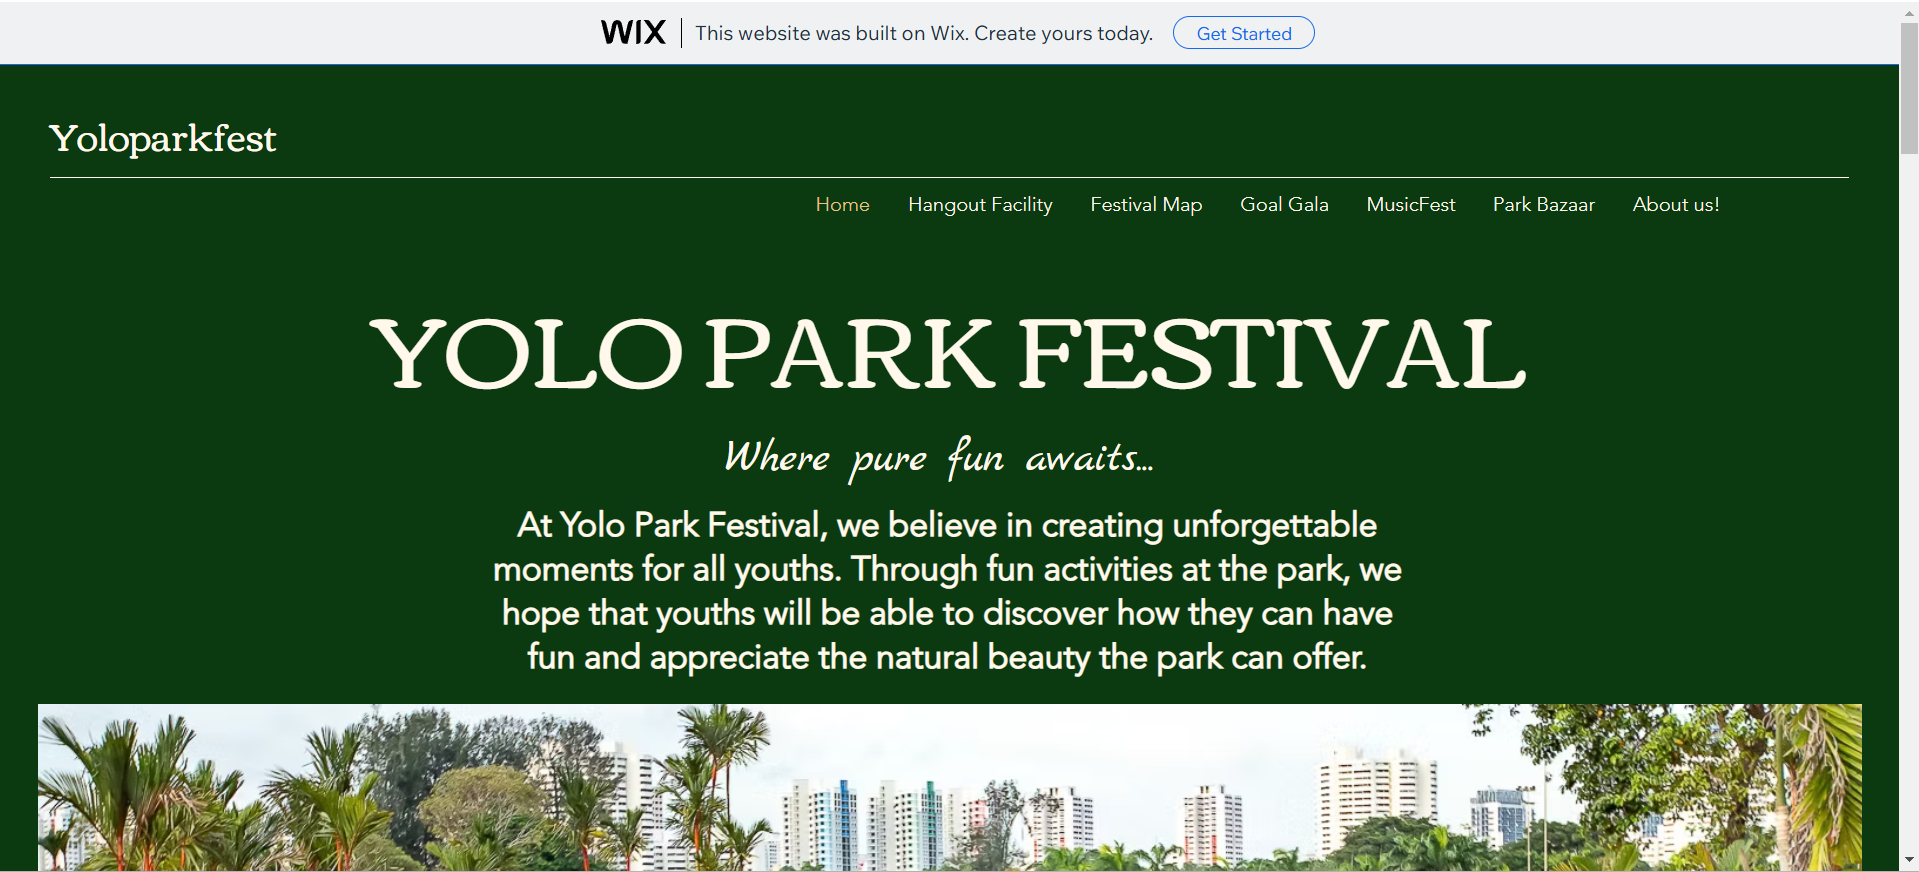 WIX | This website was built on Wix. Create yours today. Get Started
Yoloparkfest
Home Hangout Facility Festival Map Goal Gala MusicFest Park Bazaar About us!
YOLO PARK FESTIVAL
Where pure fun awaits...
At Yolo Park Festival, we believe in creating unforgettable
moments for all youths. Through fun activities at the park, we
hope that youths will be able to discover how they can have
fun and appreciate the natural beauty the park can offer.